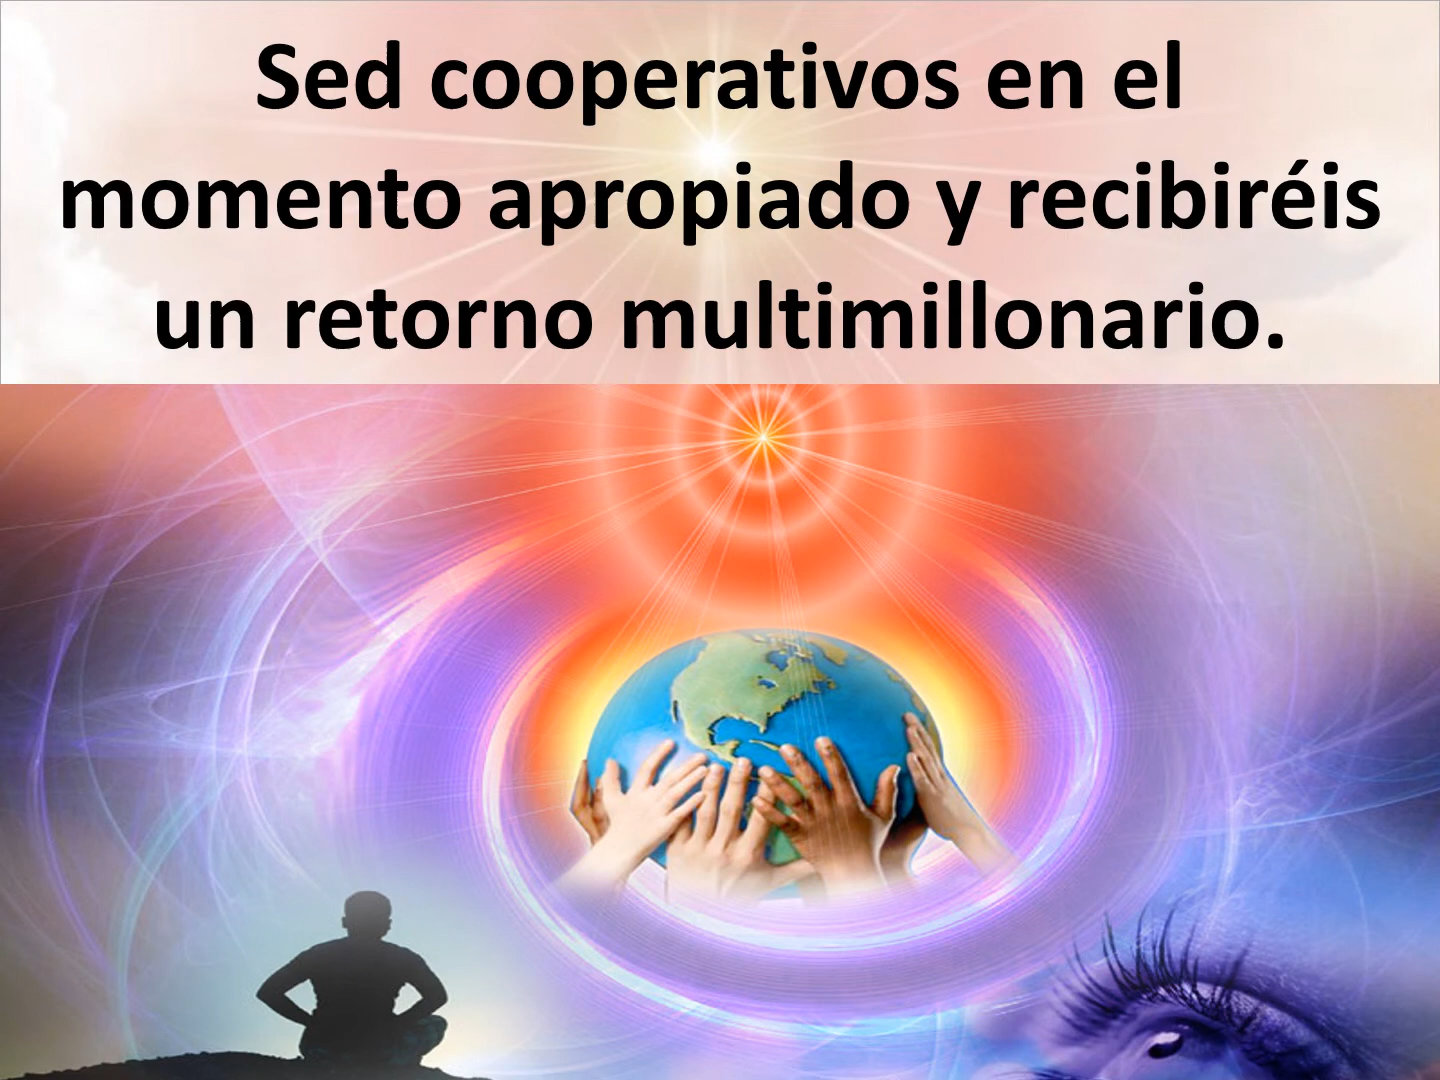 Sed cooperativos en el
momento apropiado y recibiréis
un retorno multimillonario.